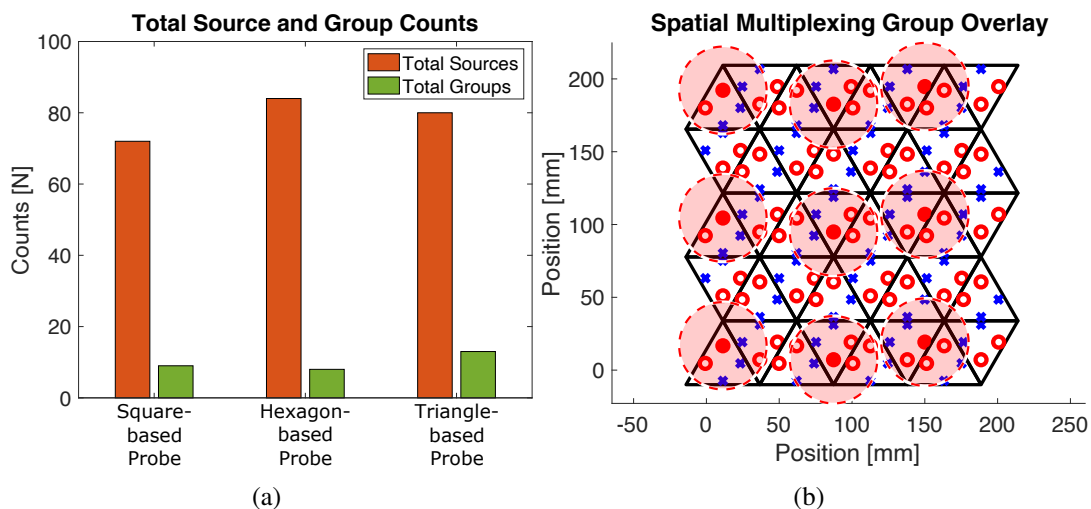 Total Source and Group Counts
Counts [N]
100
80
60
40
20
0
Total Sources
Total Groups
Square-
based
Probe
Hexagon-
based
Probe
Triangle-
based
Probe
(a)
Spatial Multiplexing Group Overlay
Position [mm]
200
150
100
50
0
-50
0
50
100
150
200
250
Position [mm]
(b)